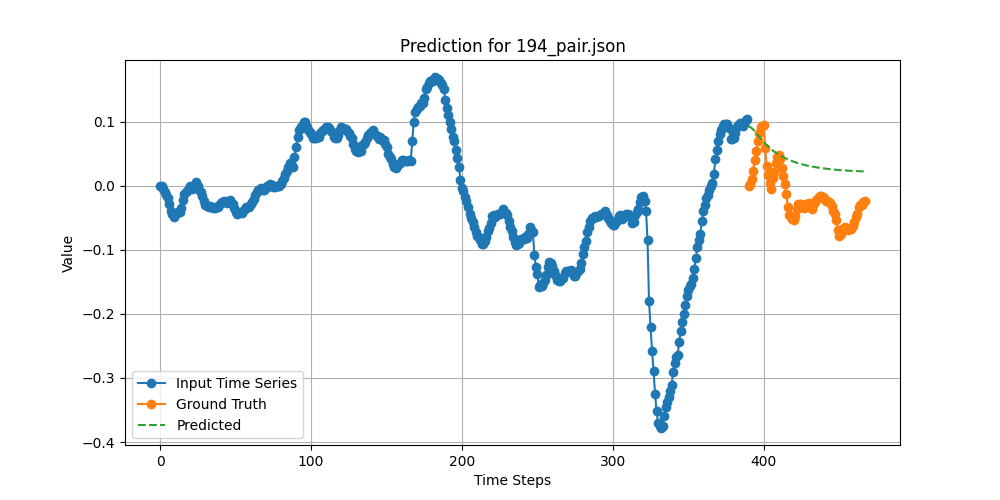 Prediction for 194_pair.json
Value
0.1
0.0
−0.1
−0.2
−0.3
−0.4
Input Time Series
Ground Truth
Predicted
0 100 200 300 400
Time Steps